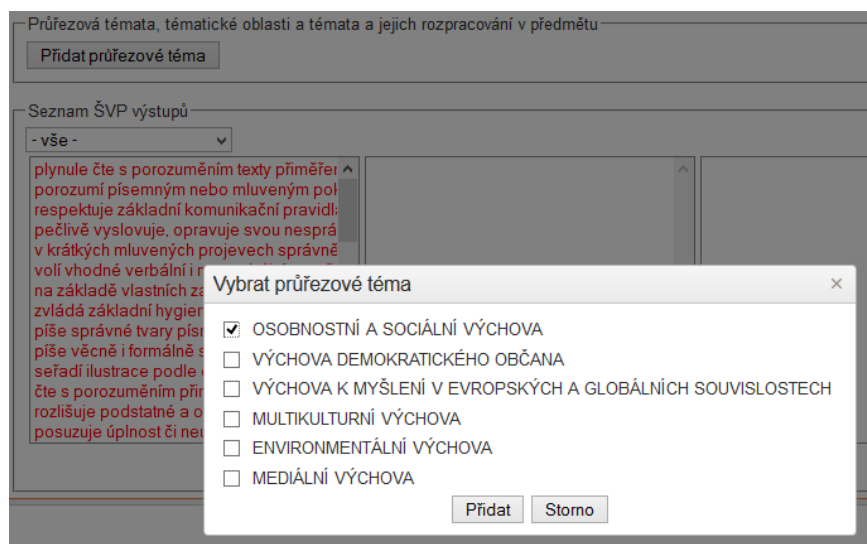 Průřezová témata, tématické oblasti a témata a jejich rozpracování v předmětu
Přidat průřezové téma
Seznam ŠVP výstupů
- vše -
plynule čte s porozuměním texty přiměřer
porozumí písemným nebo mluveným pok
respektuje základní komunikační pravidla
pečlivě vyslovuje, opravuje svou nesprá
v krátkých mluvených projevech správně
volí vhodné verbální i
na základě vlastních
zvládá základní hygien
píše správné tvary písr
píše věcně i formálně s
seřadí ilustrace podle
čte s porozuměním přir
rozlišuje podstatné a o
posuzuje úplnost či neu
Vybrat průřezové téma
OSOBNOSTNÍ A SOCIÁLNÍ VÝCHOVA
VÝCHOVA DEMOKRATICKÉHO OBČANA
VÝCHOVA K MYŠLENÍ V EVROPSKÝCH A GLOBÁLNÍCH SOUVISLOSTECH
MULTIKULTURNÍ VÝCHOVA
ENVIRONMENTÁLNÍ VÝCHOVA
MEDIÁLNÍ VÝCHOVA
Přidat Storno